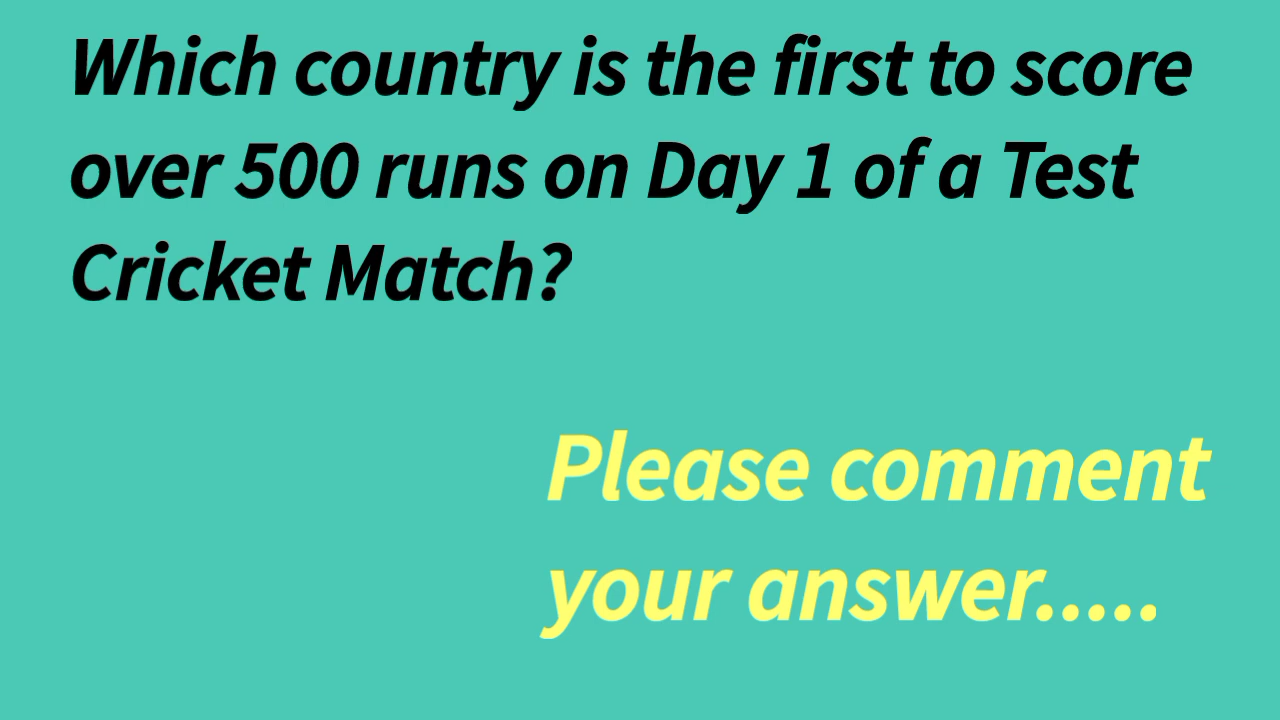 Which country is the first to score
over 500 runs on Day 1 of a Test
Cricket Match?
Please comment
your answer.....